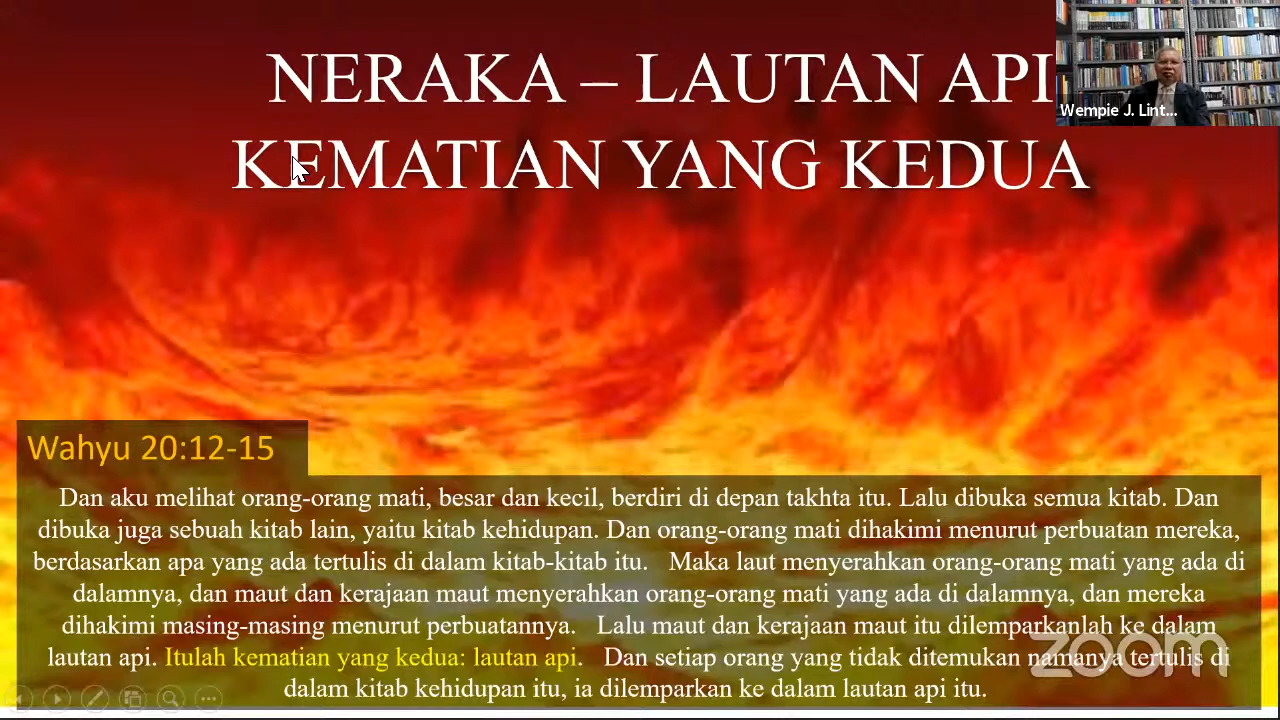 NERAKA – LAUTAN API
KEMATIAN YANG KEDUA
Wempie J. Lint...
Wahyu 20:12-15
Dan aku melihat orang-orang mati, besar dan kecil, berdiri di depan takhta itu. Lalu dibuka semua kitab. Dan
dibuka juga sebuah kitab lain, yaitu kitab kehidupan. Dan orang-orang mati dihakimi menurut perbuatan mereka,
berdasarkan apa yang ada tertulis di dalam kitab-kitab itu. Maka laut menyerahkan orang-orang mati yang ada di
dalamnya, dan maut dan kerajaan maut menyerahkan orang-orang mati yang ada di dalamnya, dan mereka
dihakimi masing-masing menurut perbuatannya. Lalu maut dan kerajaan maut itu dilemparkanlah ke dalam
lautan api. Itulah kematian yang kedua: lautan api. Dan setiap orang yang tidak ditemukan namanya tertulis di
dalam kitab kehidupan itu, ia dilemparkan ke dalam lautan api itu.
zoom